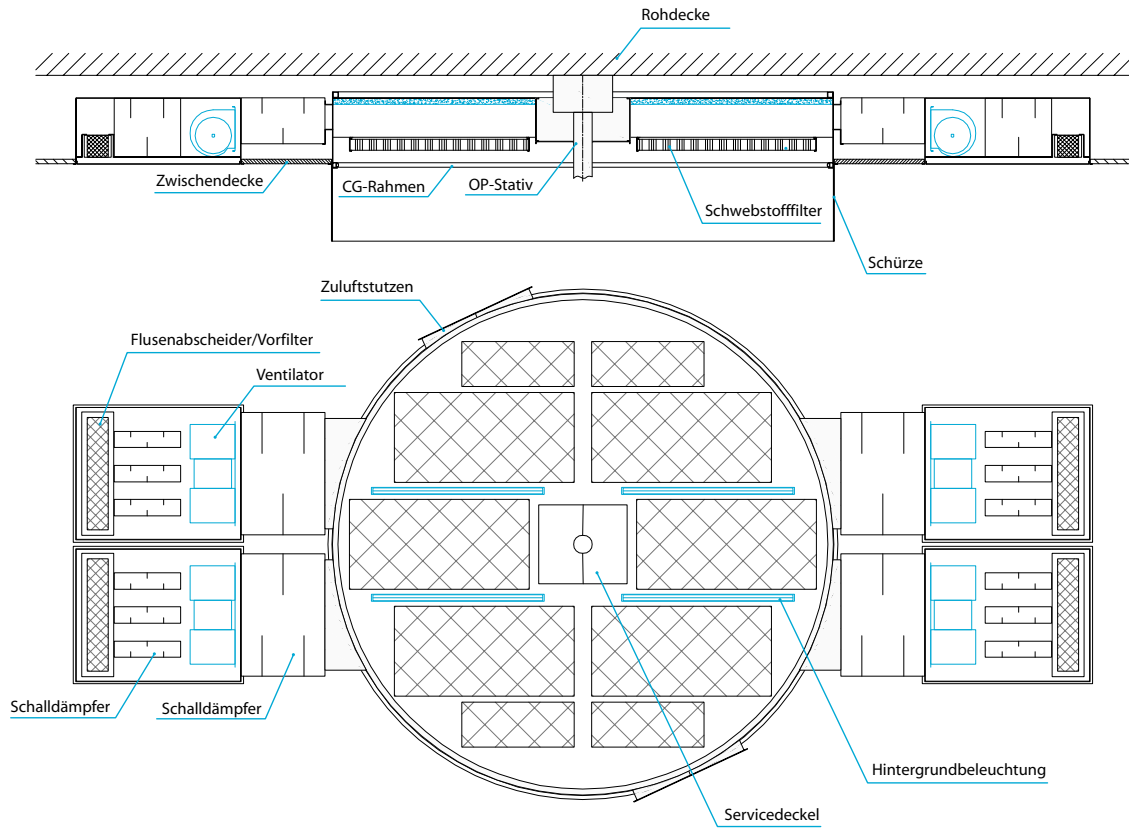 Rohdecke
Zwischendecke
CG-Rahmen
OP-Stativ
Schwebstofffilter
Schürze
Zuluftstutzen
Flusenabscheider/Vorfilter
Ventilator
Schalldämpfer
Schalldämpfer
Hintergrundbeleuchtung
Servicedeckel